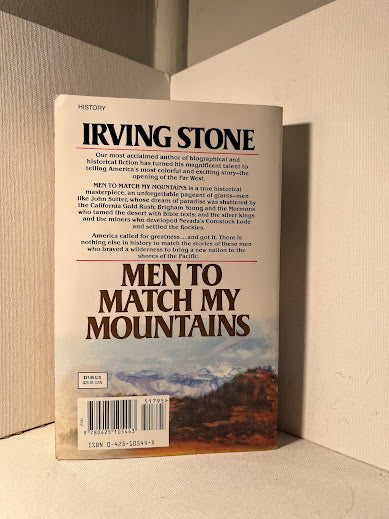 HISTORY
IRVING STONE
Our most acclaimed author of biographical and
historical fiction has turned his magnificent talent to
telling America's most colorful and exciting story—the
opening of the Far West.
MEN TO MATCH MY MOUNTAINS is a true historical
masterpiece, an unforgettable pageant of giants—men
like John Sutter, whose dream of paradise was shattered
by the California Gold Rush; Brigham Young and the Mormons
who tamed the desert with Bible texts; and the silver kings
and the miners who developed Nevada's Comstock Lode
and settled the Rockies.
America called for greatness...and got it. There is
nothing else in history to match the stories of these men
who braved a wilderness to bring a new nation to the
shores of the Pacific.
MEN TO
MATCH MY
MOUNTAINS
$17.95 U.S.
51795>
9 780425 105443
ISBN 0-425-10544-X